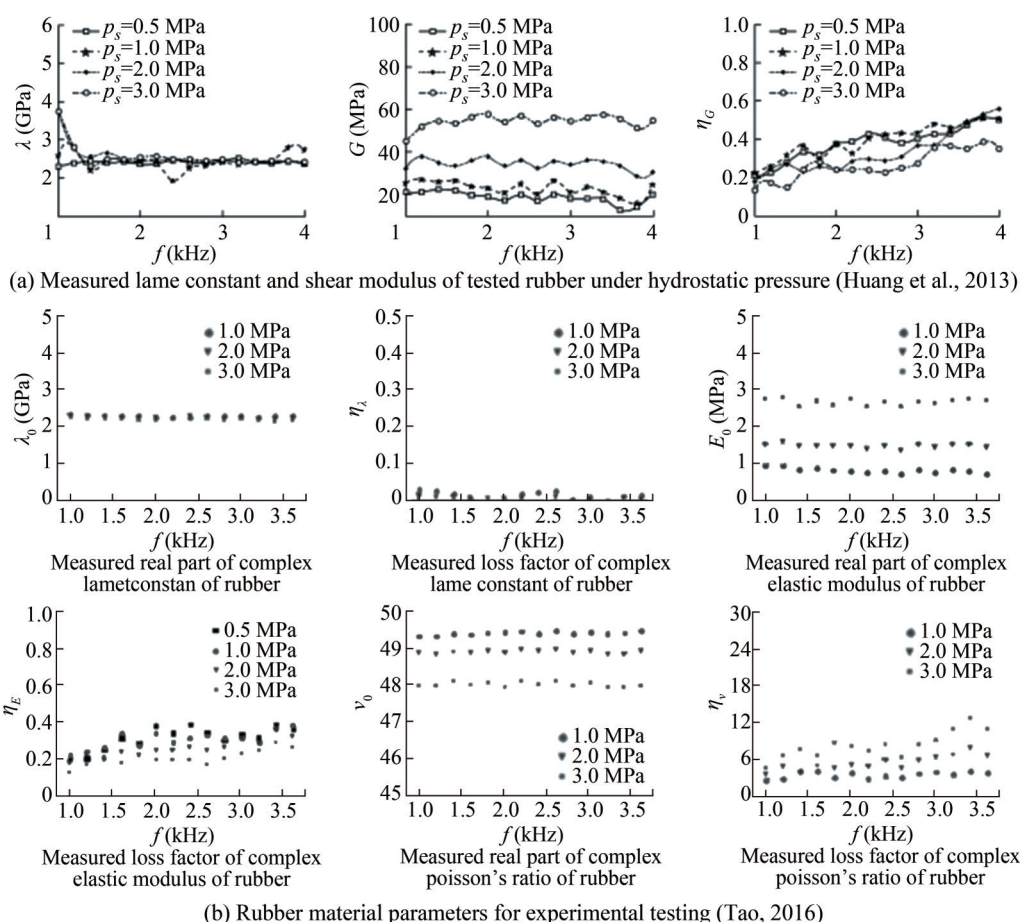 6
5
4
3
2
λ (GPa)
pₛ=0.5 MPa
pₛ=1.0 MPa
pₛ=2.0 MPa
pₛ=3.0 MPa
1 2 3 4
f (kHz)
100
80
60
40
20
G (MPa)
pₛ=0.5 MPa
pₛ=1.0 MPa
pₛ=2.0 MPa
pₛ=3.0 MPa
1 2 3 4
f (kHz)
1.0
0.8
0.6
0.4
0.2
0
η_G
pₛ=0.5 MPa
pₛ=1.0 MPa
pₛ=2.0 MPa
pₛ=3.0 MPa
1 2 3 4
f (kHz)
(a) Measured lame constant and shear modulus of tested rubber under hydrostatic pressure (Huang et al., 2013)
5
4
3
2
1
0
λ₀ (GPa)
1.0 MPa
2.0 MPa
3.0 MPa
1.0 1.5 2.0 2.5 3.0 3.5
f (kHz)
Measured real part of complex
lametconstan of rubber
0.5
0.4
0.3
0.2
0.1
0
η_λ
1.0 MPa
2.0 MPa
3.0 MPa
1.0 1.5 2.0 2.5 3.0 3.5
f (kHz)
Measured loss factor of complex
lame constant of rubber
5
4
3
2
1
0
E₀ (MPa)
1.0 MPa
2.0 MPa
3.0 MPa
1.0 1.5 2.0 2.5 3.0 3.5
f (kHz)
Measured real part of complex
elastic modulus of rubber
1.0
0.8
0.6
0.4
0.2
0
η_E
0.5 MPa
1.0 MPa
2.0 MPa
3.0 MPa
1.0 1.5 2.0 2.5 3.0 3.5
f (kHz)
Measured loss factor of complex
elastic modulus of rubber
50
49
48
47
46
45
ν₀
1.0 MPa
2.0 MPa
3.0 MPa
1.0 1.5 2.0 2.5 3.0 3.5
f (kHz)
Measured real part of complex
poisson’s ratio of rubber
30
24
18
12
6
0
η_ν
1.0 MPa
2.0 MPa
3.0 MPa
1.0 1.5 2.0 2.5 3.0 3.5
f (kHz)
Measured loss factor of complex
poisson’s ratio of rubber
(b) Rubber material parameters for experimental testing (Tao, 2016)